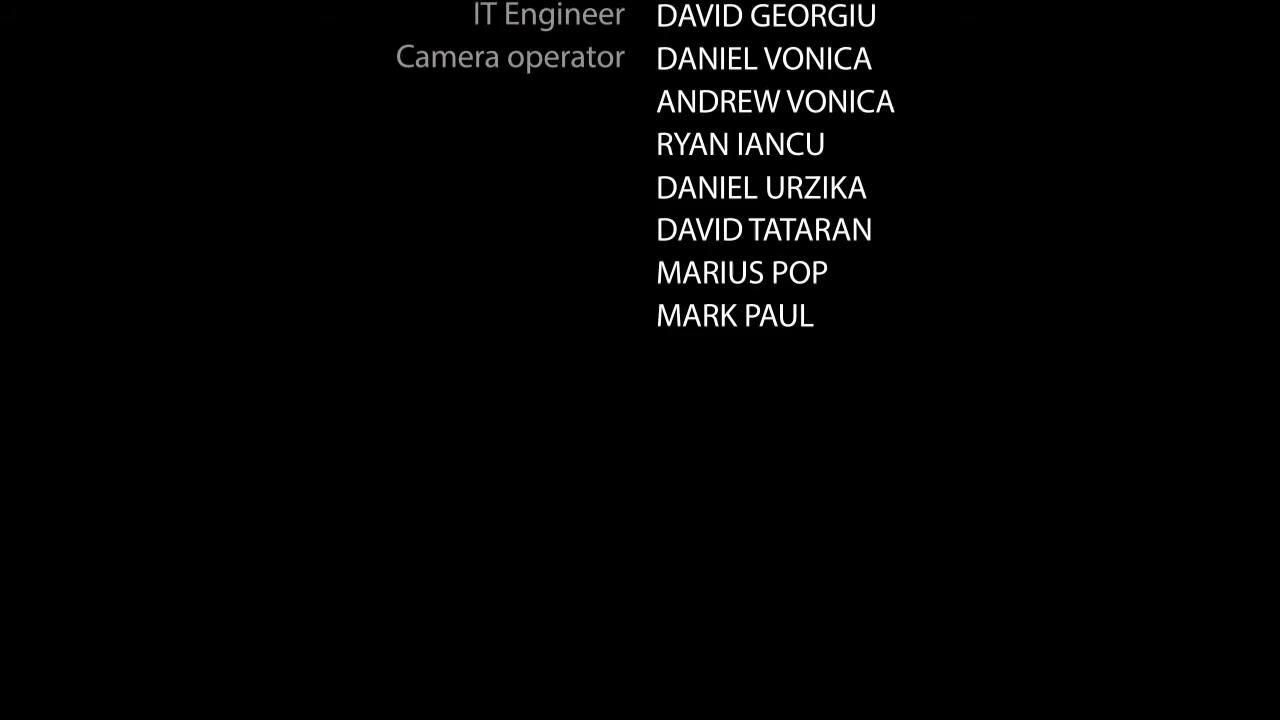 IT Engineer DAVID GEORGIU
Camera operator DANIEL VONICA
ANDREW VONICA
RYAN IANCU
DANIEL URZIKA
DAVID TATARAN
MARIUS POP
MARK PAUL